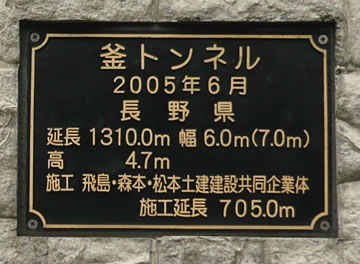 釜トンネル
2005年6月
長野県
延長 1310.0m 幅 6.0m(7.0m)
高 4.7m
施工 飛島・森本・松本土建建設共同企業体
施工延長 705.0m